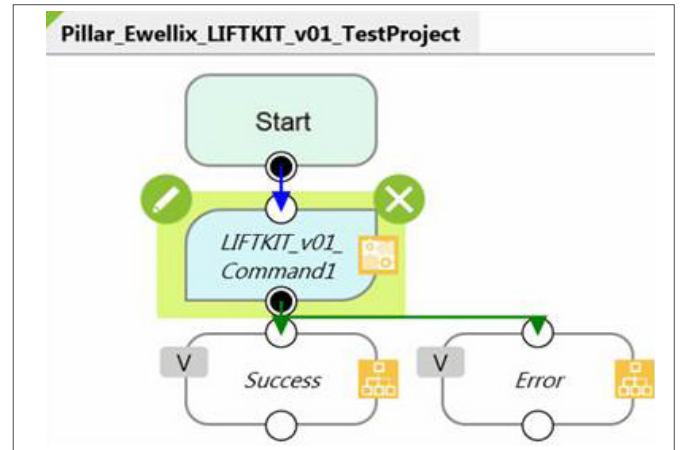 Pillar_Ewellix_LIFTKIT_v01_TestProject
Start
LIFTKIT_v01_
Command1
V
Success
V
Error